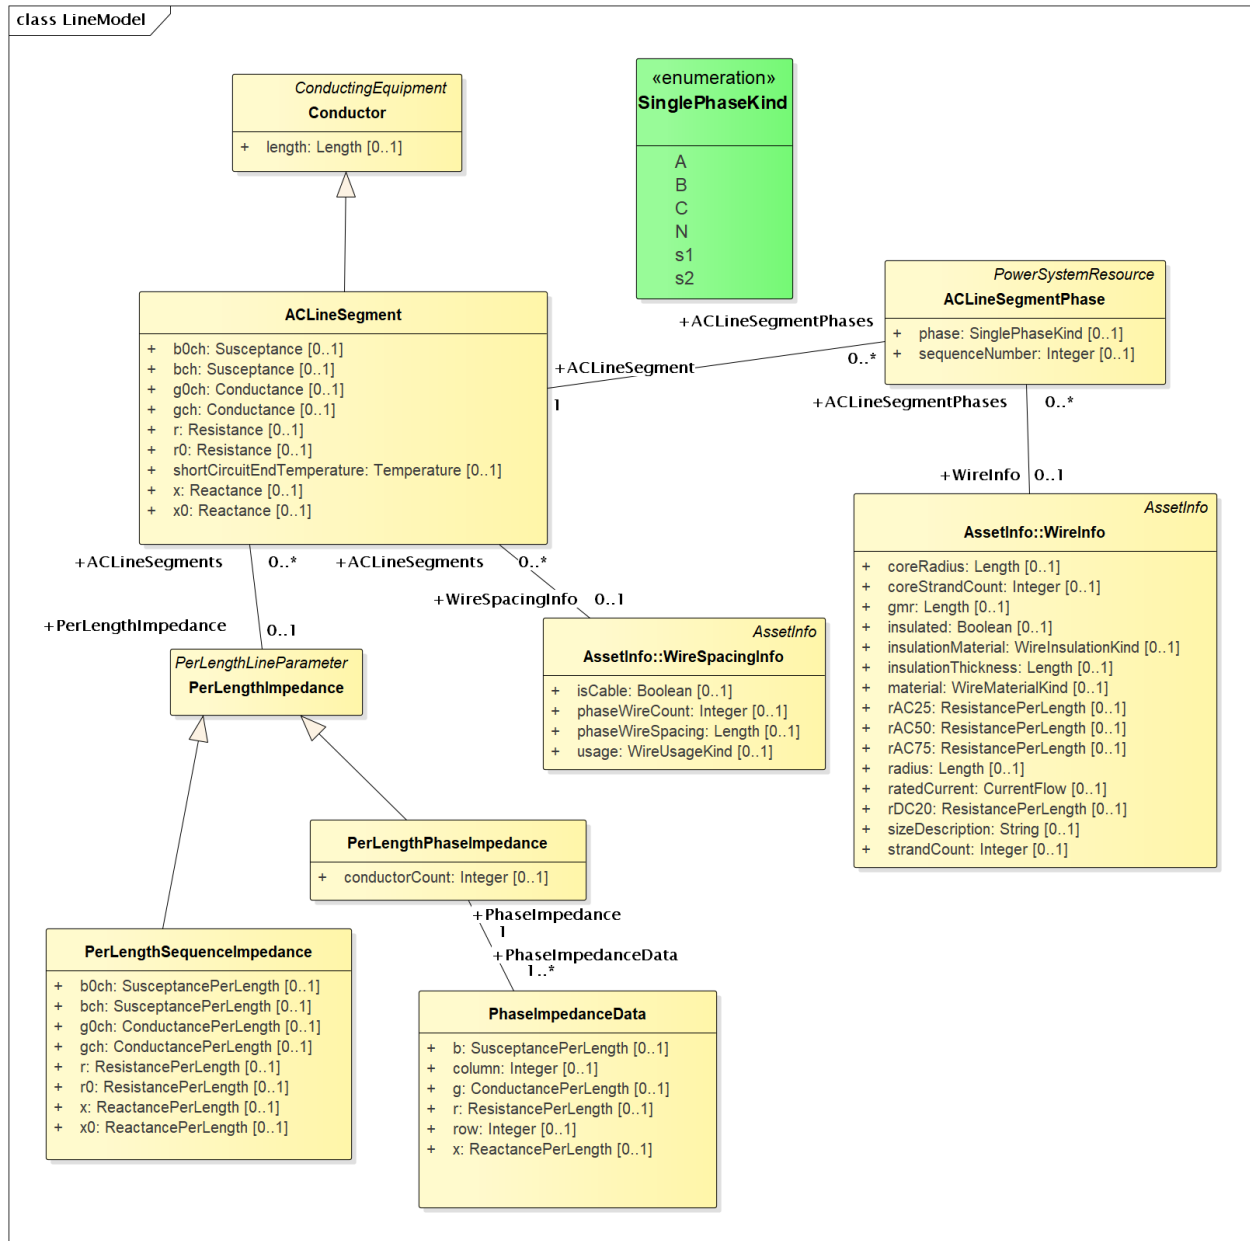 class LineModel
ConductingEquipment
Conductor
+ length: Length [0..1]
«enumeration»
SinglePhaseKind
A
B
C
N
s1
s2
PowerSystemResource
ACLineSegmentPhase
+ phase: SinglePhaseKind [0..1]
+ sequenceNumber: Integer [0..1]
ACLineSegment
+ b0ch: Susceptance [0..1]
+ bch: Susceptance [0..1]
+ g0ch: Conductance [0..1]
+ gch: Conductance [0..1]
+ r: Resistance [0..1]
+ r0: Resistance [0..1]
+ shortCircuitEndTemperature: Temperature [0..1]
+ x: Reactance [0..1]
+ x0: Reactance [0..1]
+ACLineSegmentPhases
0..*
+ACLineSegment
1
+ACLineSegmentPhases 0..*
+WireInfo 0..1
AssetInfo
AssetInfo::WireInfo
+ coreRadius: Length [0..1]
+ coreStrandCount: Integer [0..1]
+ gmr: Length [0..1]
+ insulated: Boolean [0..1]
+ insulationMaterial: WireInsulationKind [0..1]
+ insulationThickness: Length [0..1]
+ material: WireMaterialKind [0..1]
+ rAC25: ResistancePerLength [0..1]
+ rAC50: ResistancePerLength [0..1]
+ rAC75: ResistancePerLength [0..1]
+ radius: Length [0..1]
+ ratedCurrent: CurrentFlow [0..1]
+ rDC20: ResistancePerLength [0..1]
+ sizeDescription: String [0..1]
+ strandCount: Integer [0..1]
+ACLineSegments 0..*
+ACLineSegments 0..*
+WireSpacingInfo 0..1
+PerLengthImpedance 0..1
AssetInfo
AssetInfo::WireSpacingInfo
+ isCable: Boolean [0..1]
+ phaseWireCount: Integer [0..1]
+ phaseWireSpacing: Length [0..1]
+ usage: WireUsageKind [0..1]
PerLengthLineParameter
PerLengthImpedance
PerLengthPhaseImpedance
+ conductorCount: Integer [0..1]
+PhaseImpedance
1
+PhaseImpedanceData
1..*
PerLengthSequenceImpedance
+ b0ch: SusceptancePerLength [0..1]
+ bch: SusceptancePerLength [0..1]
+ g0ch: ConductancePerLength [0..1]
+ gch: ConductancePerLength [0..1]
+ r: ResistancePerLength [0..1]
+ r0: ResistancePerLength [0..1]
+ x: ReactancePerLength [0..1]
+ x0: ReactancePerLength [0..1]
PhaseImpedanceData
+ b: SusceptancePerLength [0..1]
+ column: Integer [0..1]
+ g: ConductancePerLength [0..1]
+ r: ResistancePerLength [0..1]
+ row: Integer [0..1]
+ x: ReactancePerLength [0..1]